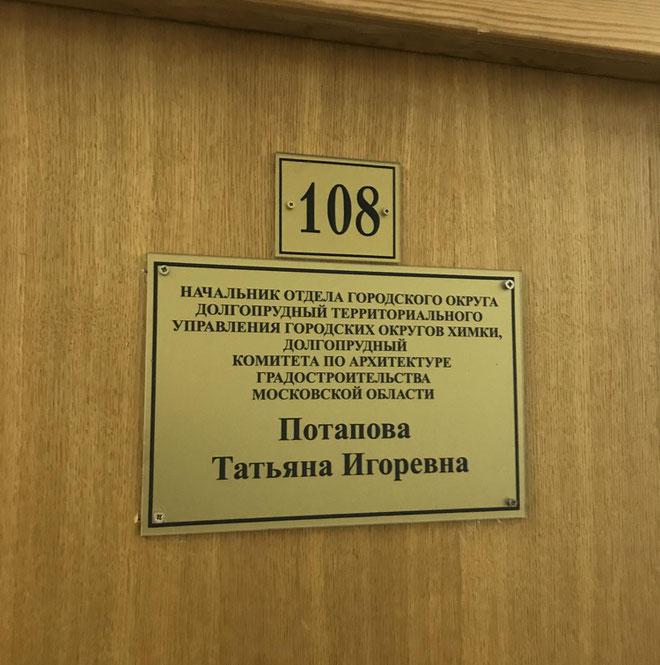 108
НАЧАЛЬНИК ОТДЕЛА ГОРОДСКОГО ОКРУГА
ДОЛГОПРУДНЫЙ ТЕРРИТОРИАЛЬНОГО
УПРАВЛЕНИЯ ГОРОДСКИХ ОКРУГОВ ХИМКИ,
ДОЛГОПРУДНЫЙ
КОМИТЕТА ПО АРХИТЕКТУРЕ
ГРАДОСТРОИТЕЛЬСТВА
МОСКОВСКОЙ ОБЛАСТИ
Потапова
Татьяна Игоревна